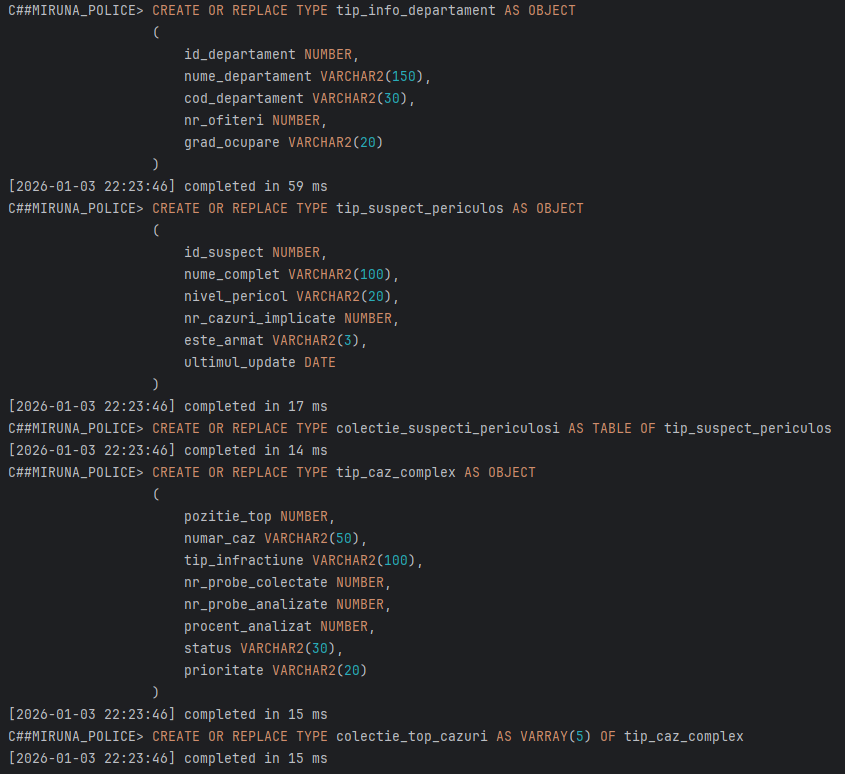 C##MIRUNA_POLICE> CREATE OR REPLACE TYPE tip_info_departament AS OBJECT
(
id_departament NUMBER,
nume_departament VARCHAR2(150),
cod_departament VARCHAR2(30),
nr_ofiteri NUMBER,
grad_ocupare VARCHAR2(20)
)
[2026-01-03 22:23:46] completed in 59 ms
C##MIRUNA_POLICE> CREATE OR REPLACE TYPE tip_suspect_periculos AS OBJECT
(
id_suspect NUMBER,
nume_complet VARCHAR2(100),
nivel_pericol VARCHAR2(20),
nr_cazuri_implicate NUMBER,
este_armat VARCHAR2(3),
ultimul_update DATE
)
[2026-01-03 22:23:46] completed in 17 ms
C##MIRUNA_POLICE> CREATE OR REPLACE TYPE colectie_suspecti_periculosi AS TABLE OF tip_suspect_periculos
[2026-01-03 22:23:46] completed in 14 ms
C##MIRUNA_POLICE> CREATE OR REPLACE TYPE tip_caz_complex AS OBJECT
(
pozitie_top NUMBER,
numar_caz VARCHAR2(50),
tip_infractiune VARCHAR2(100),
nr_probe_colectate NUMBER,
nr_probe_analizate NUMBER,
procent_analizat NUMBER,
status VARCHAR2(30),
prioritate VARCHAR2(20)
)
[2026-01-03 22:23:46] completed in 15 ms
C##MIRUNA_POLICE> CREATE OR REPLACE TYPE colectie_top_cazuri AS VARRAY(5) OF tip_caz_complex
[2026-01-03 22:23:46] completed in 15 ms